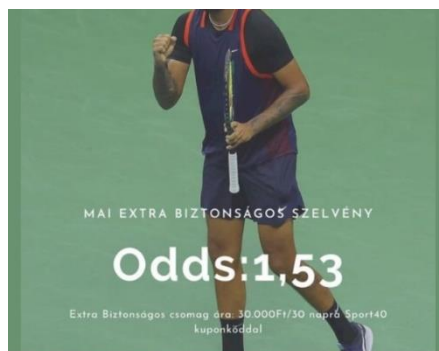 MAI EXTRA BIZTONSÁGOS SZELVÉNY
Odds:1,53
Extra Biztonságos csomag ára: 30.000Ft/30 napra Sport40
kuponkóddal